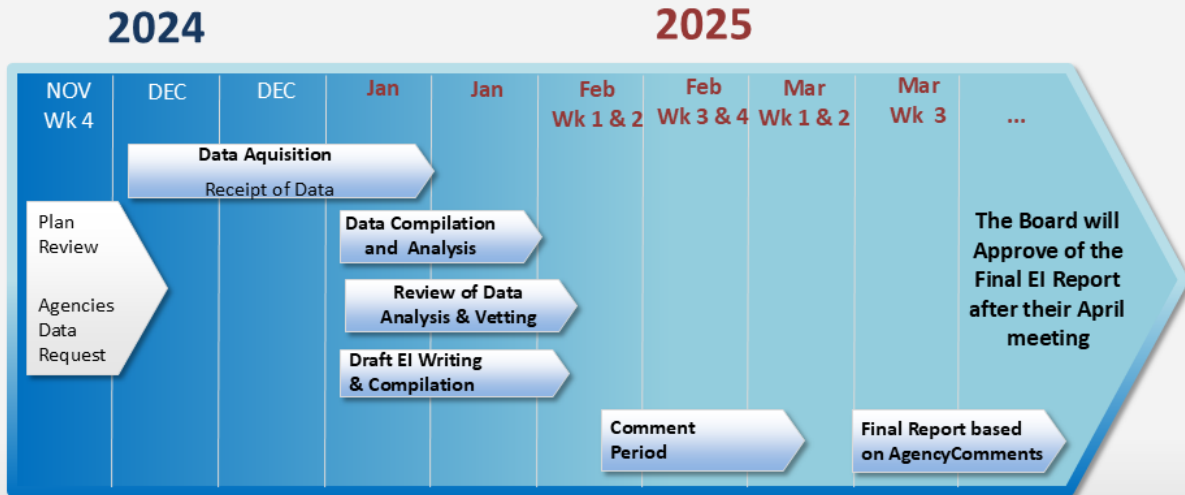 2024
2025
NOV
Wk 4
DEC
DEC
Jan
Jan
Feb
Wk 1 & 2
Feb
Wk 3 & 4
Mar
Wk 1 & 2
Mar
Wk 3
...
Data Aquisition
Receipt of Data
Plan
Review
Agencies
Data
Request
Data Compilation
and Analysis
Review of Data
Analysis & Vetting
Draft EI Writing
& Compilation
Comment
Period
Final Report based
on AgencyComments
The Board will
Approve of the
Final EI Report
after their April
meeting